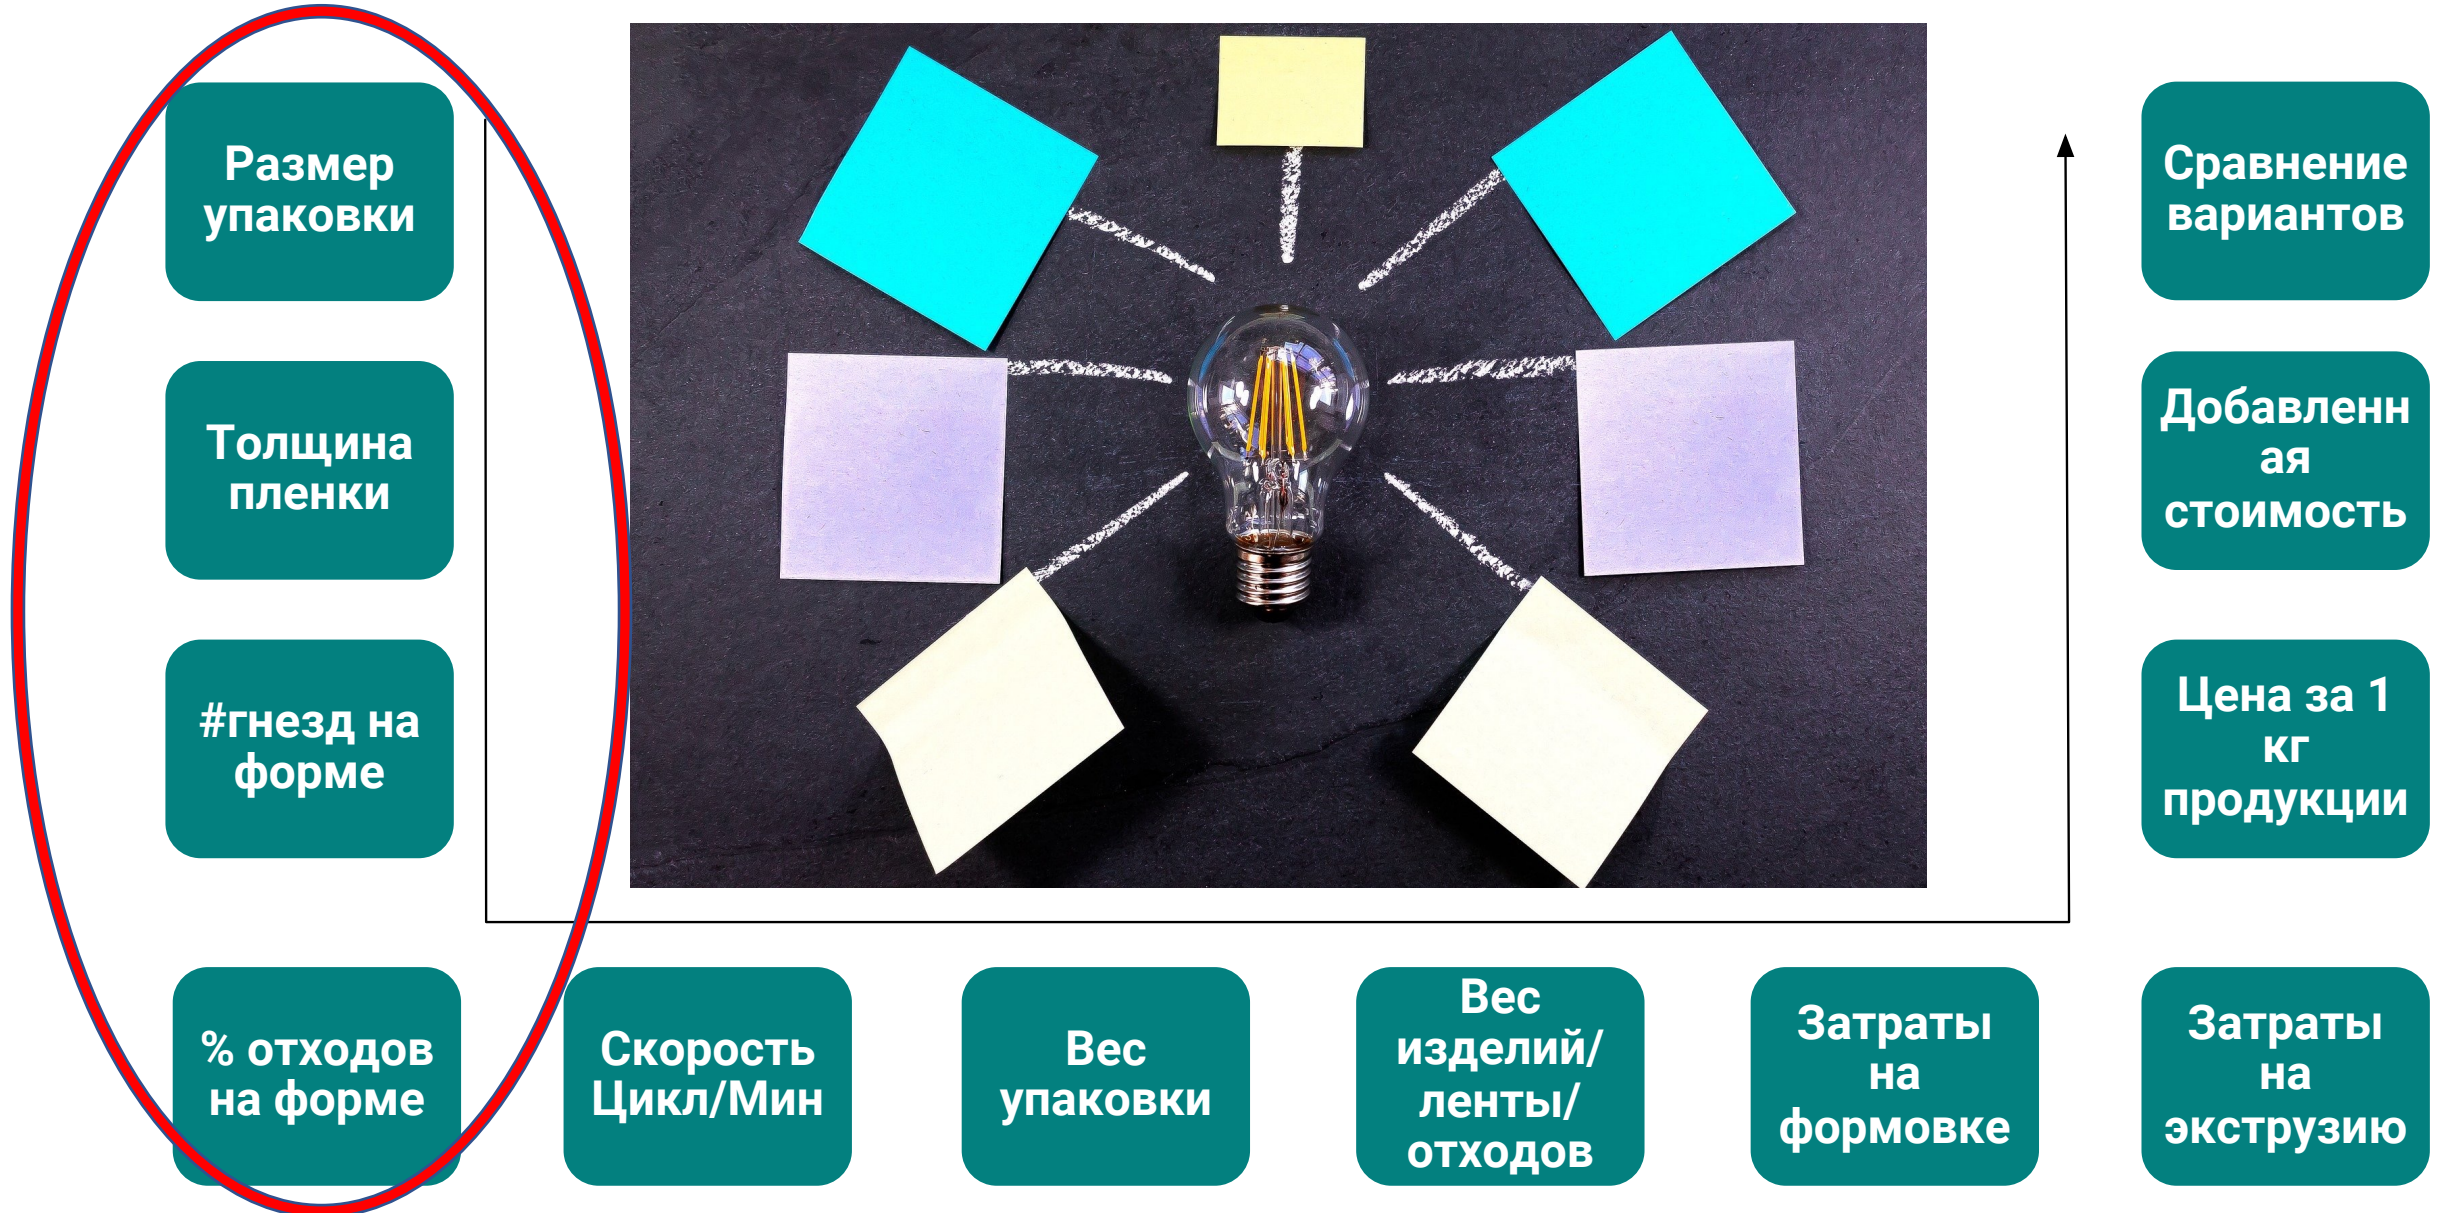 Размер
упаковки
Толщина
пленки
#гнезд на
форме
% отходов
на форме
Скорость
Цикл/Мин
Вес
упаковки
Вес
изделий/
ленты/
отходов
Затраты
на
формовке
Затраты
на
экструзию
Цена за 1
кг
продукции
Добавленн
ая
стоимость
Сравнение
вариантов